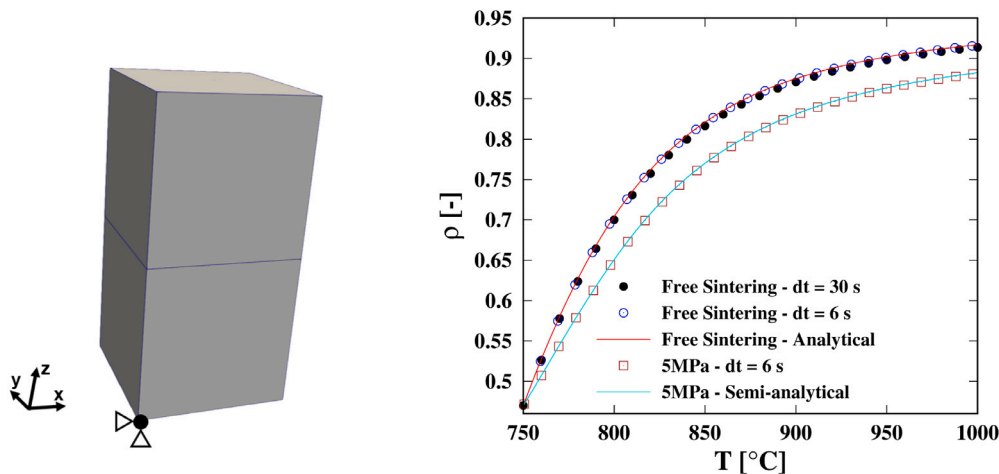 y
z
x
0.95
0.9
0.85
0.8
0.75
0.7
0.65
0.6
0.55
0.5
ρ [-]
Free Sintering - dt = 30 s
Free Sintering - dt = 6 s
Free Sintering - Analytical
5MPa - dt = 6 s
5MPa - Semi-analytical
750 800 850 900 950 1000
T [°C]